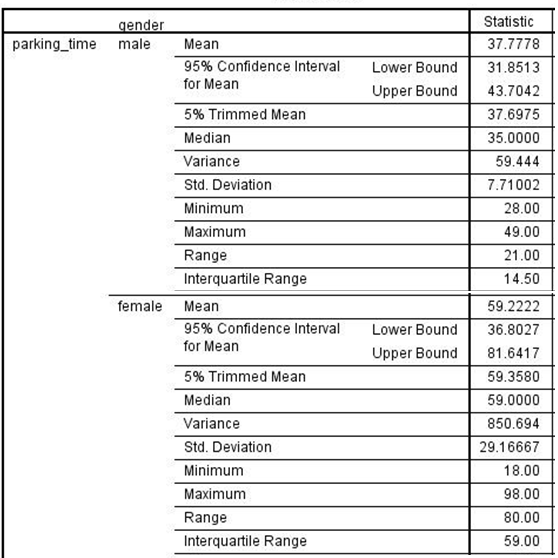 gender Statistic
parking_time male Mean 37.7778
95% Confidence Interval Lower Bound 31.8513
for Mean Upper Bound 43.7042
5% Trimmed Mean 37.6975
Median 35.0000
Variance 59.444
Std. Deviation 7.71002
Minimum 28.00
Maximum 49.00
Range 21.00
Interquartile Range 14.50
female Mean 59.2222
95% Confidence Interval Lower Bound 36.8027
for Mean Upper Bound 81.6417
5% Trimmed Mean 59.3580
Median 59.0000
Variance 850.694
Std. Deviation 29.16667
Minimum 18.00
Maximum 98.00
Range 80.00
Interquartile Range 59.00